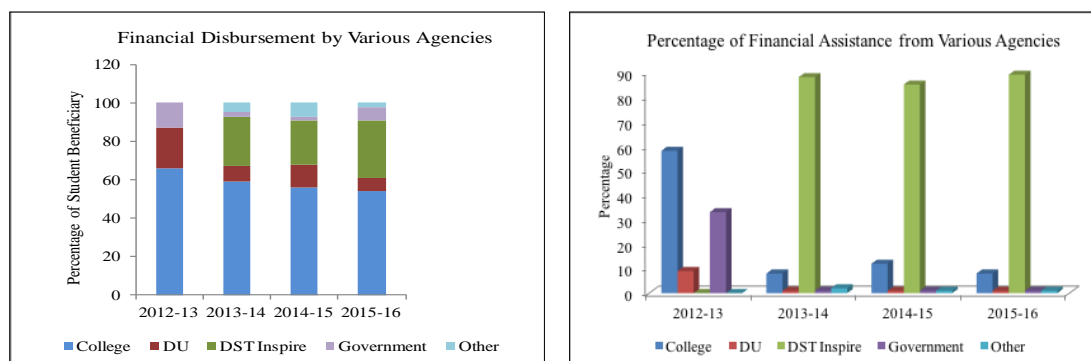 Financial Disbursement by Various Agencies
Percentage of Student Beneficiary
120
100
80
60
40
20
0
2012-13 2013-14 2014-15 2015-16
College DU DST Inspire Government Other
Percentage of Financial Assistance from Various Agencies
Percentage
90
80
70
60
50
40
30
20
10
0
2012-13 2013-14 2014-15 2015-16
College DU DST Inspire Government Other